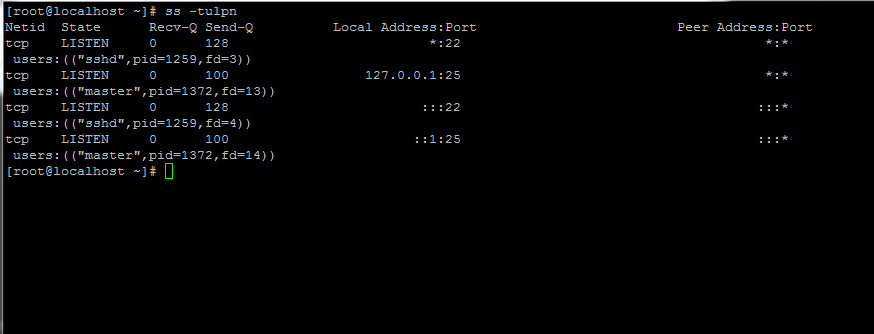 [root@localhost ~]# ss -tulpn
Netid  State      Recv-Q Send-Q          Local Address:Port                         Peer Address:Port
tcp    LISTEN     0      128                         *:22                                      *:*
 users:(("sshd",pid=1259,fd=3))
tcp    LISTEN     0      100                 127.0.0.1:25                                      *:*
 users:(("master",pid=1372,fd=13))
tcp    LISTEN     0      128                        :::22                                     :::*
 users:(("sshd",pid=1259,fd=4))
tcp    LISTEN     0      100                       ::1:25                                     :::*
 users:(("master",pid=1372,fd=14))
[root@localhost ~]#